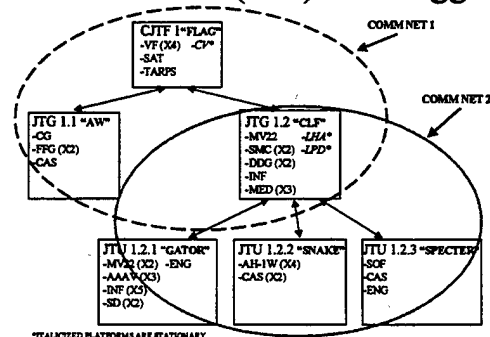 COMM NET 1
CJTF 1 "FLAG"
-VF (X4) -CV*
-SAT
-TARPS
COMM NET 2
JTG 1.1 "AW"
-CG
-FFG (X2)
-CAS
JTG 1.2 "CLF"
-MV22 -LHA*
-SMC (X2) -LPD*
-DDG (X2)
-INF
-MED (X3)
JTU 1.2.1 "GATOR"
-MV22 (X2) -ENG
-AAAV (X3)
-INF (X5)
-SD (X2)
JTU 1.2.2 "SNAKE"
-AH-1W (X4)
-CAS (X2)
JTU 1.2.3 "SPECTER"
-SOF
-CAS
-ENG
*ITALICIZED PLATFORMS ARE STATIONARY